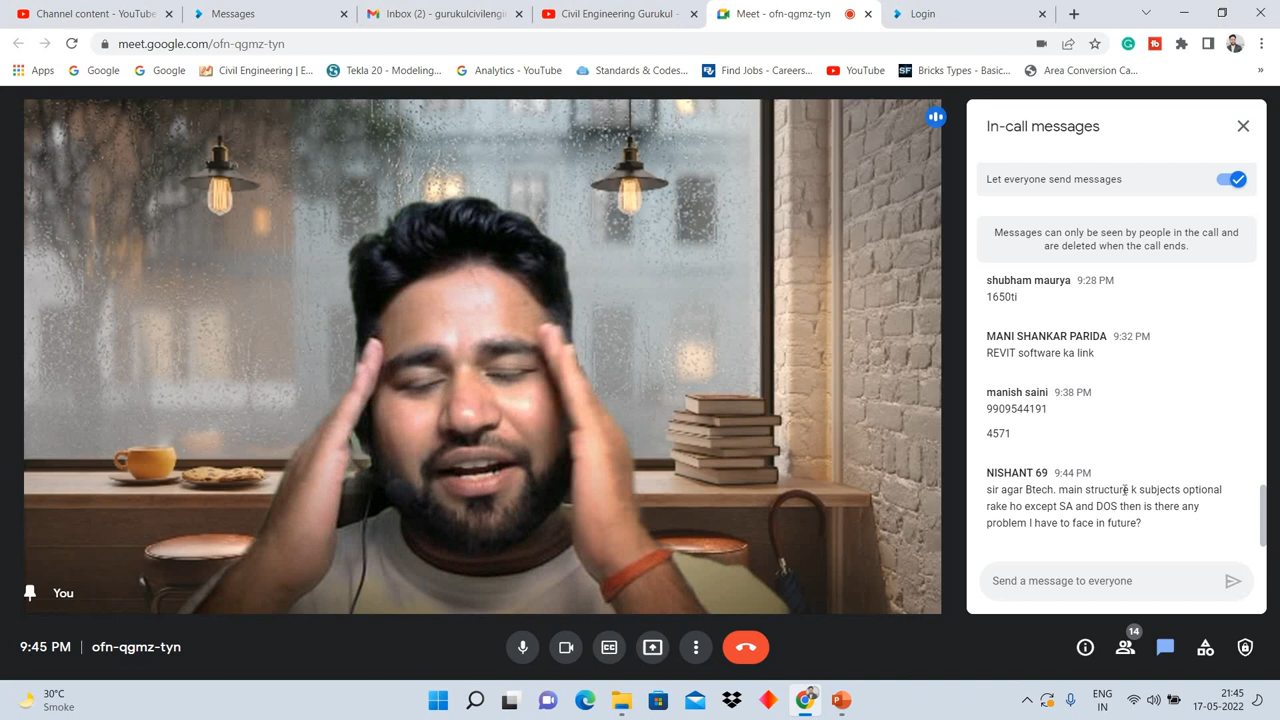 Channel content - YouTube
Messages
Inbox (2) - gurukulcivilengin
Civil Engineering Gurukul -
Meet - ofn-qgmz-tyn
Login
meet.google.com/ofn-qgmz-tyn
Apps
Google
Google
Civil Engineering | E...
Tekla 20 - Modeling...
Analytics - YouTube
Standards & Codes...
Find Jobs - Careers...
YouTube
Bricks Types - Basic...
Area Conversion Ca...
In-call messages
Let everyone send messages
Messages can only be seen by people in the call and
are deleted when the call ends.
shubham maurya 9:28 PM
1650ti
MANI SHANKAR PARIDA 9:32 PM
REVIT software ka link
manish saini 9:38 PM
9909544191
4571
NISHANT 69 9:44 PM
sir agar Btech. main structure k subjects optional
rake ho except SA and DOS then is there any
problem I have to face in future?
Send a message to everyone
You
9:45 PM | ofn-qgmz-tyn
14
30°C
Smoke
ENG
IN
21:45
17-05-2022